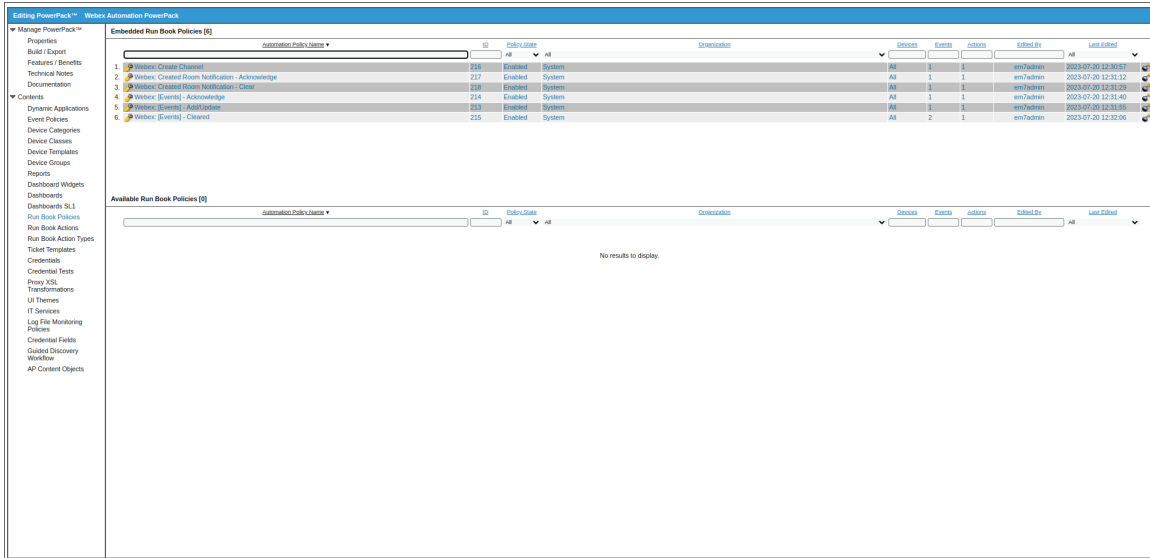 Editing PowerPack™ Webex Automation PowerPack
Manage PowerPack™
Properties
Build / Export
Features / Benefits
Technical Notes
Documentation
Contents
Dynamic Applications
Event Policies
Device Categories
Device Classes
Device Templates
Device Groups
Reports
Dashboard Widgets
Dashboards
Dashboards SL1
Run Book Policies
Run Book Actions
Run Book Action Types
Ticket Templates
Credentials
Credential Tests
Proxy XSL
Transformations
UI Themes
IT Services
Log File Monitoring
Policies
Credential Fields
Guided Discovery
Workflow
AP Content Objects
Embedded Run Book Policies [6]
Automation Policy Name ID Policy State Organization Devices Events Actions Edited By Last Edited
All All All
1. Webex: Create Channel 216 Enabled System All 1 1 em7admin 2023-07-20 12:30:57
2. Webex: Created Room Notification - Acknowledge 217 Enabled System All 1 1 em7admin 2023-07-20 12:31:12
3. Webex: Created Room Notification - Clear 218 Enabled System All 1 1 em7admin 2023-07-20 12:31:29
4. Webex: [Events] - Acknowledge 214 Enabled System All 1 1 em7admin 2023-07-20 12:31:40
5. Webex: [Events] - Add/Update 213 Enabled System All 1 1 em7admin 2023-07-20 12:31:55
6. Webex: [Events] - Cleared 215 Enabled System All 2 1 em7admin 2023-07-20 12:32:06
Available Run Book Policies [0]
Automation Policy Name ID Policy State Organization Devices Events Actions Edited By Last Edited
All All All
No results to display.